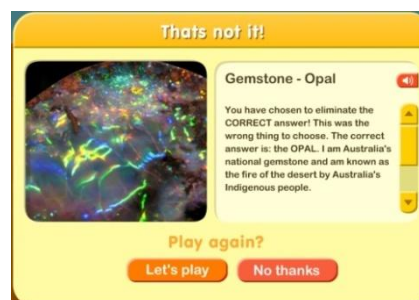 Thats not it!
Gemstone - Opal
You have chosen to eliminate the
CORRECT answer! This was the
wrong thing to choose. The correct
answer is: the OPAL. I am Australia's
national gemstone and am known as
the fire of the desert by Australia's
Indigenous people.
Play again?
Let's play
No thanks